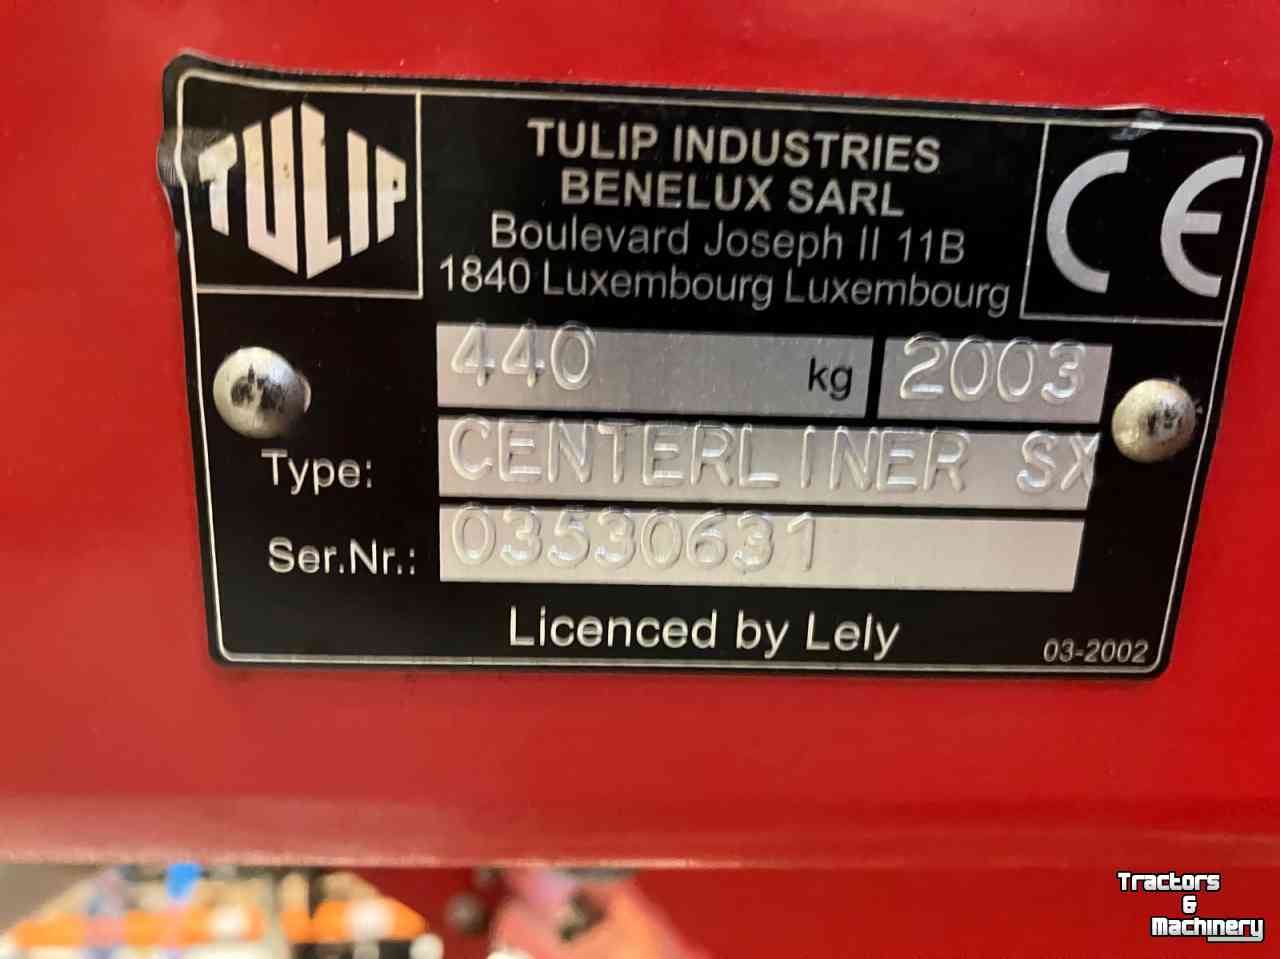 TULIP
TULIP INDUSTRIES
BENELUX SARL
Boulevard Joseph II 11B
1840 Luxembourg Luxembourg
CE
440 kg 2003
Type: CENTERLINER SX
Ser.Nr.: 03530631
Licenced by Lely
03-2002
Tractors
&
Machinery